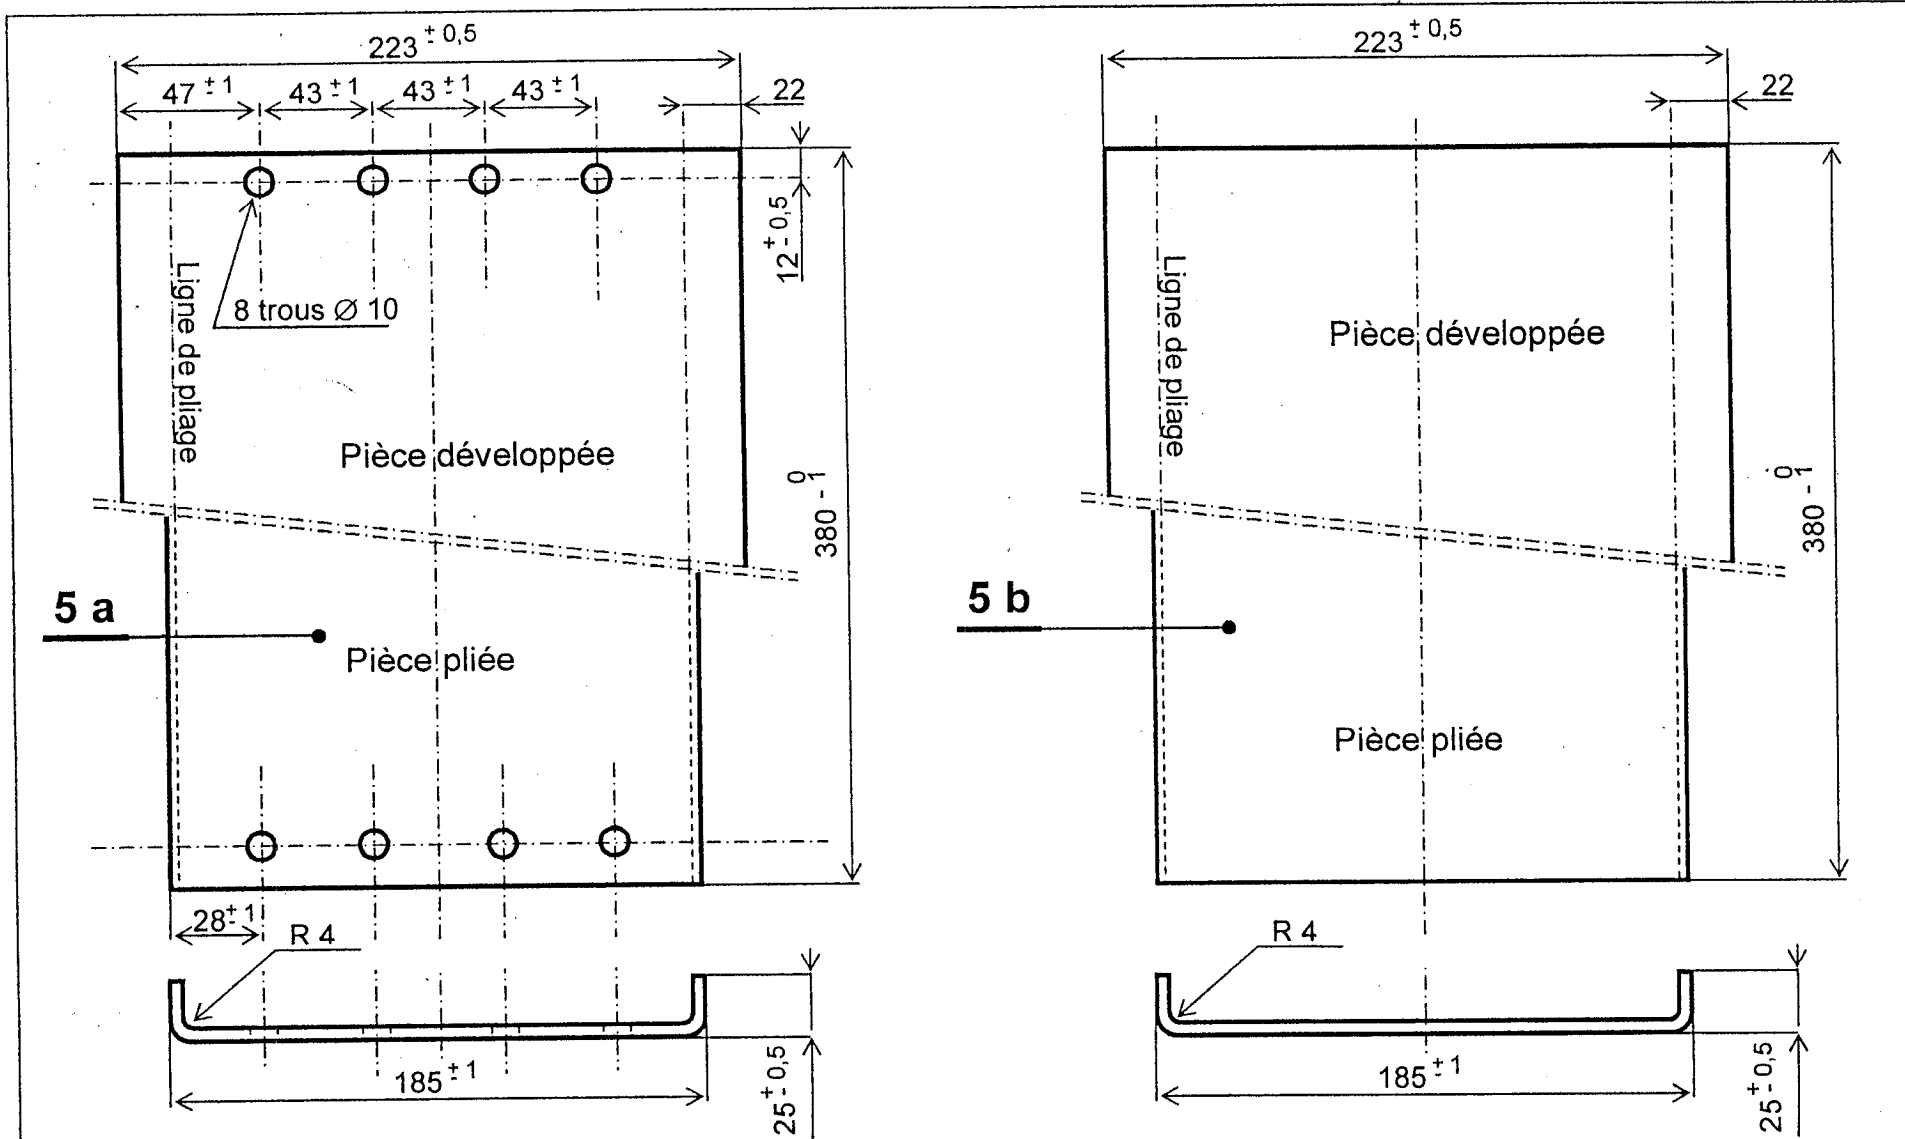 223 ± 0,5
47 ± 1
43 ± 1
43 ± 1
43 ± 1
22
12 ± 0,5
8 trous Ø 10
Ligne de pliage
Pièce développée
380 - 0 1
5 a
Pièce pliée
28 ± 1
R 4
185 ± 1
25 ± 0,5
223 ± 0,5
22
Ligne de pliage
Pièce développée
380 - 0 1
5 b
Pièce pliée
R 4
185 ± 1
25 ± 0,5